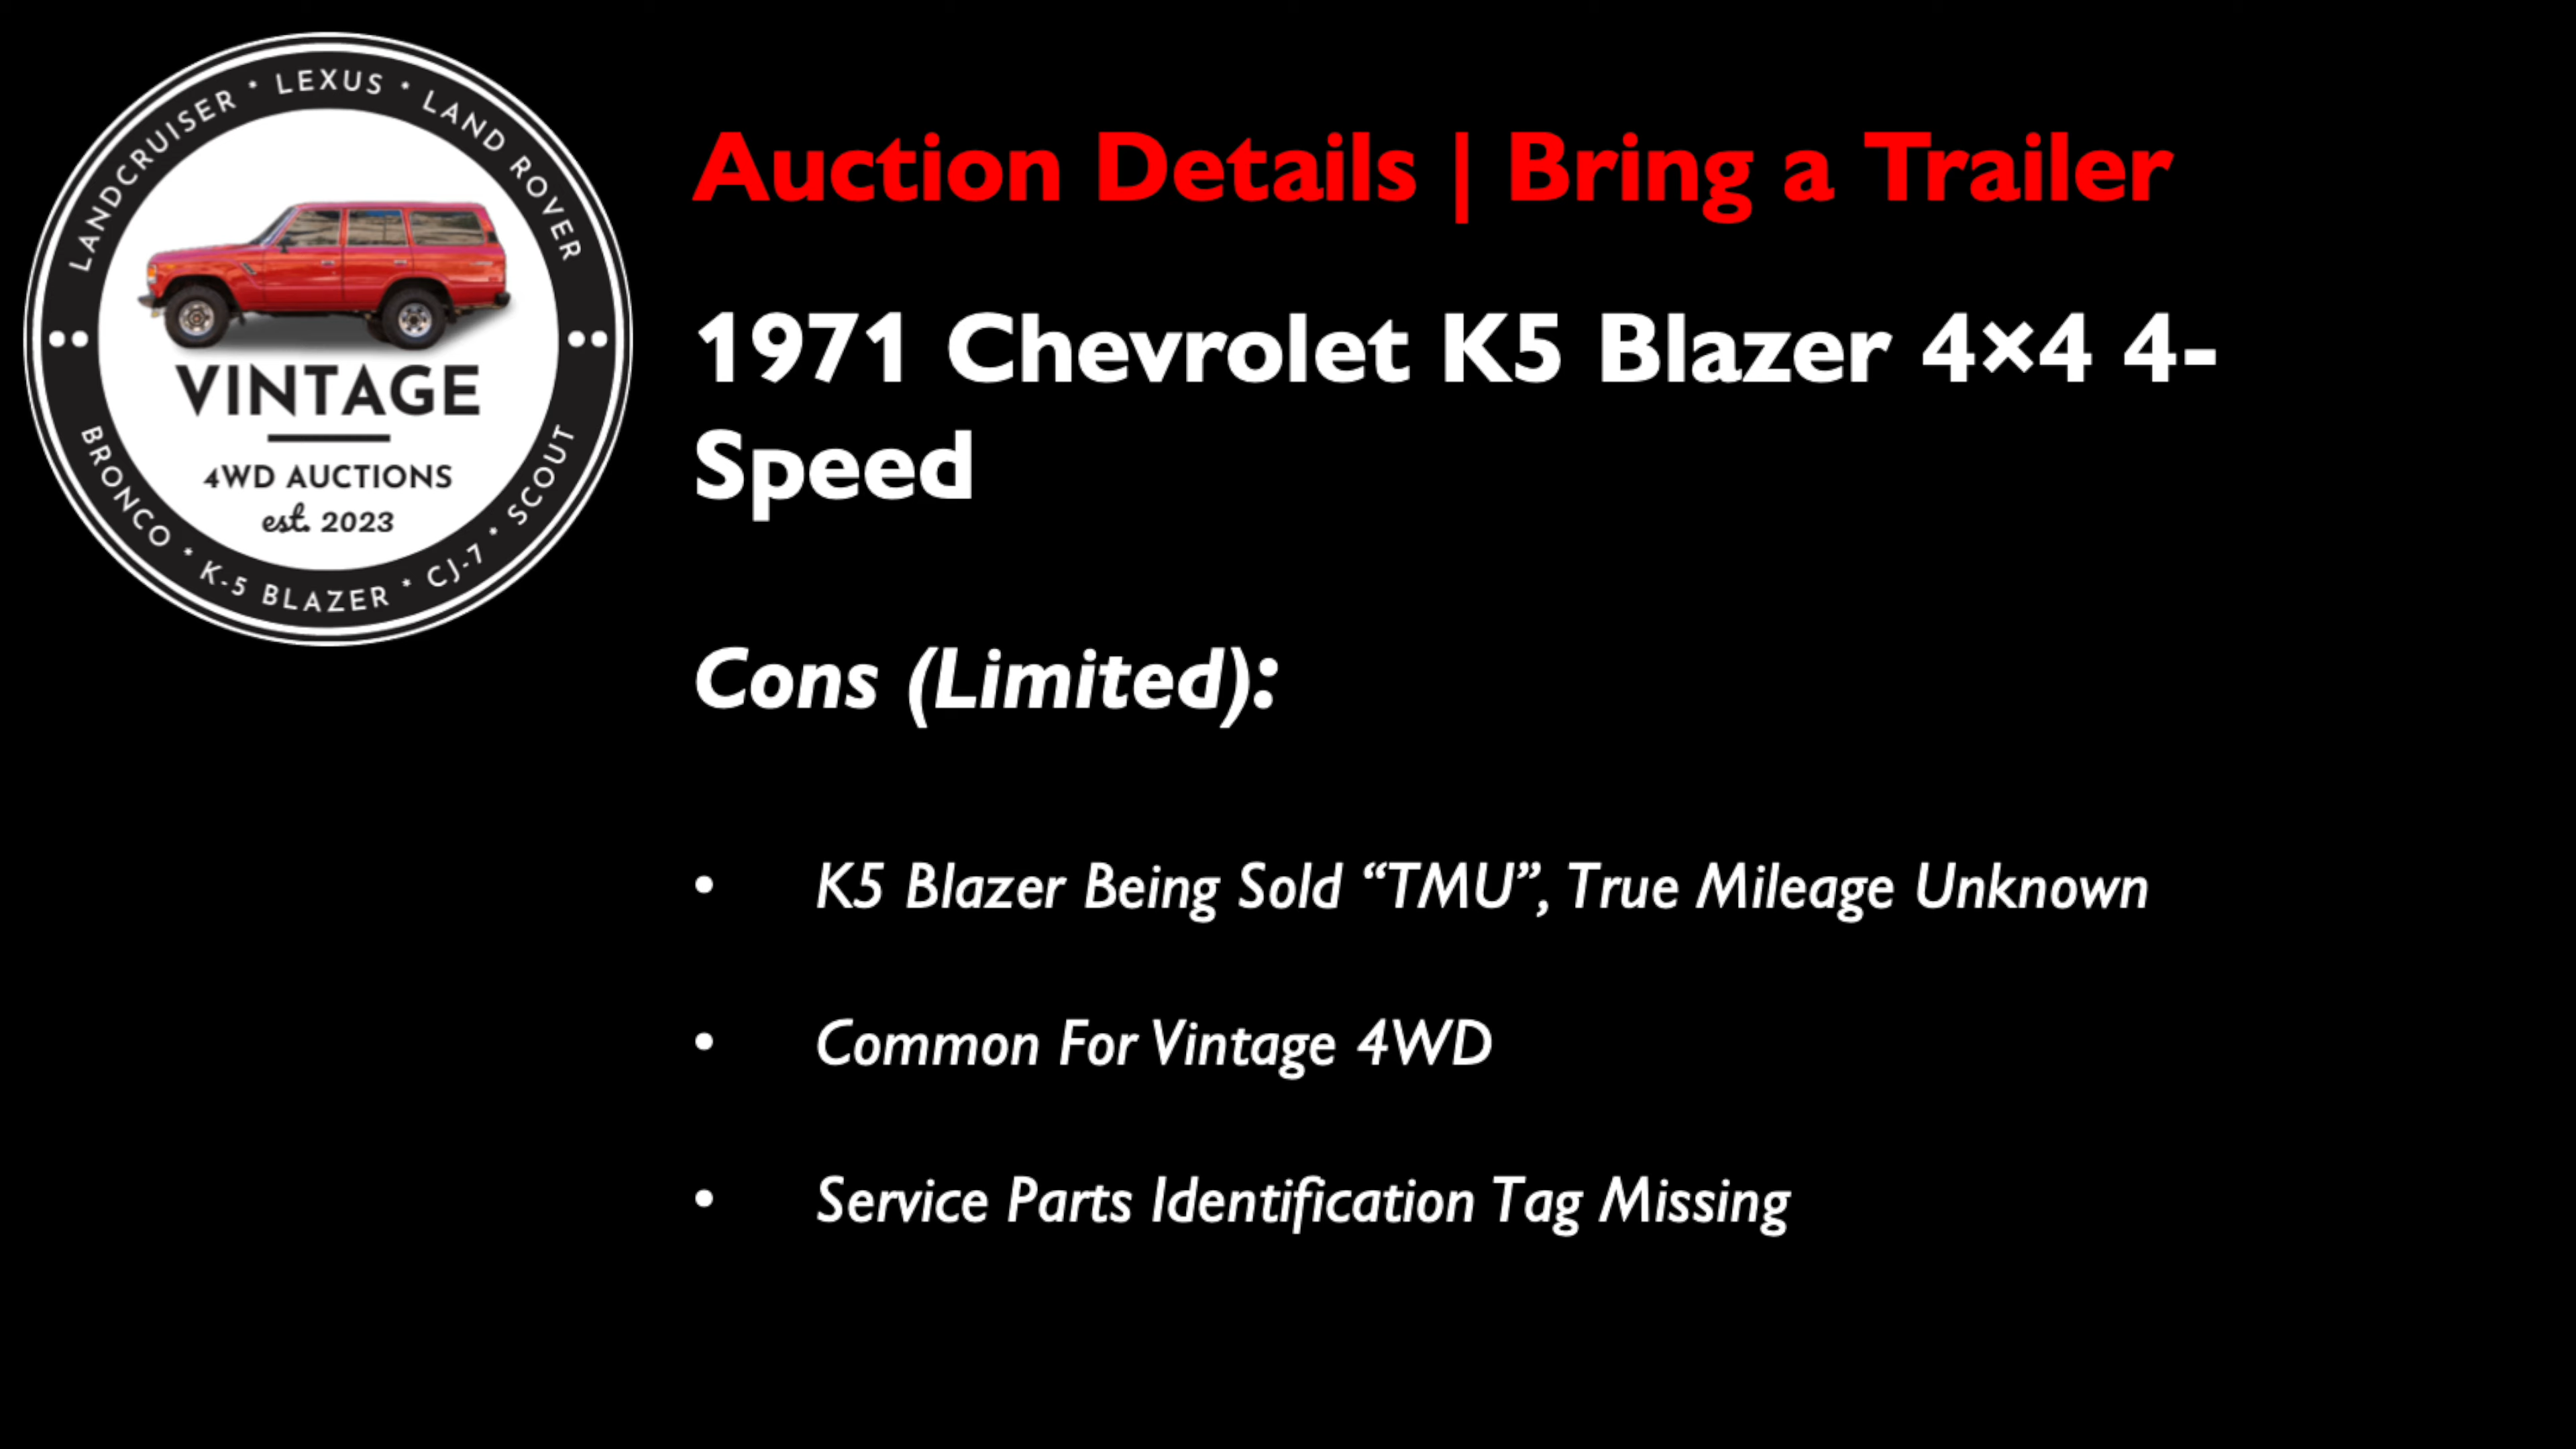 LANDCRUISER * LEXUS * LAND ROVER
VINTAGE
4WD AUCTIONS
est. 2023
BRONCO * K-5 BLAZER * CJ-7 * SCOUT
Auction Details | Bring a Trailer
1971 Chevrolet K5 Blazer 4×4 4-
Speed
Cons (Limited):
• K5 Blazer Being Sold “TMU”, True Mileage Unknown
• Common For Vintage 4WD
• Service Parts Identification Tag Missing